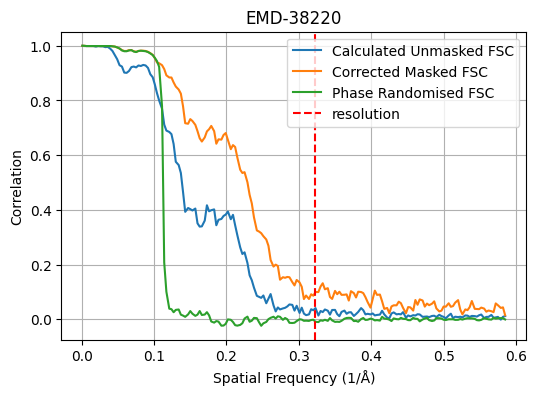 EMD-38220
Calculated Unmasked FSC
Corrected Masked FSC
Phase Randomised FSC
resolution
Correlation
1.0
0.8
0.6
0.4
0.2
0.0
0.0 0.1 0.2 0.3 0.4 0.5 0.6
Spatial Frequency (1/Å)